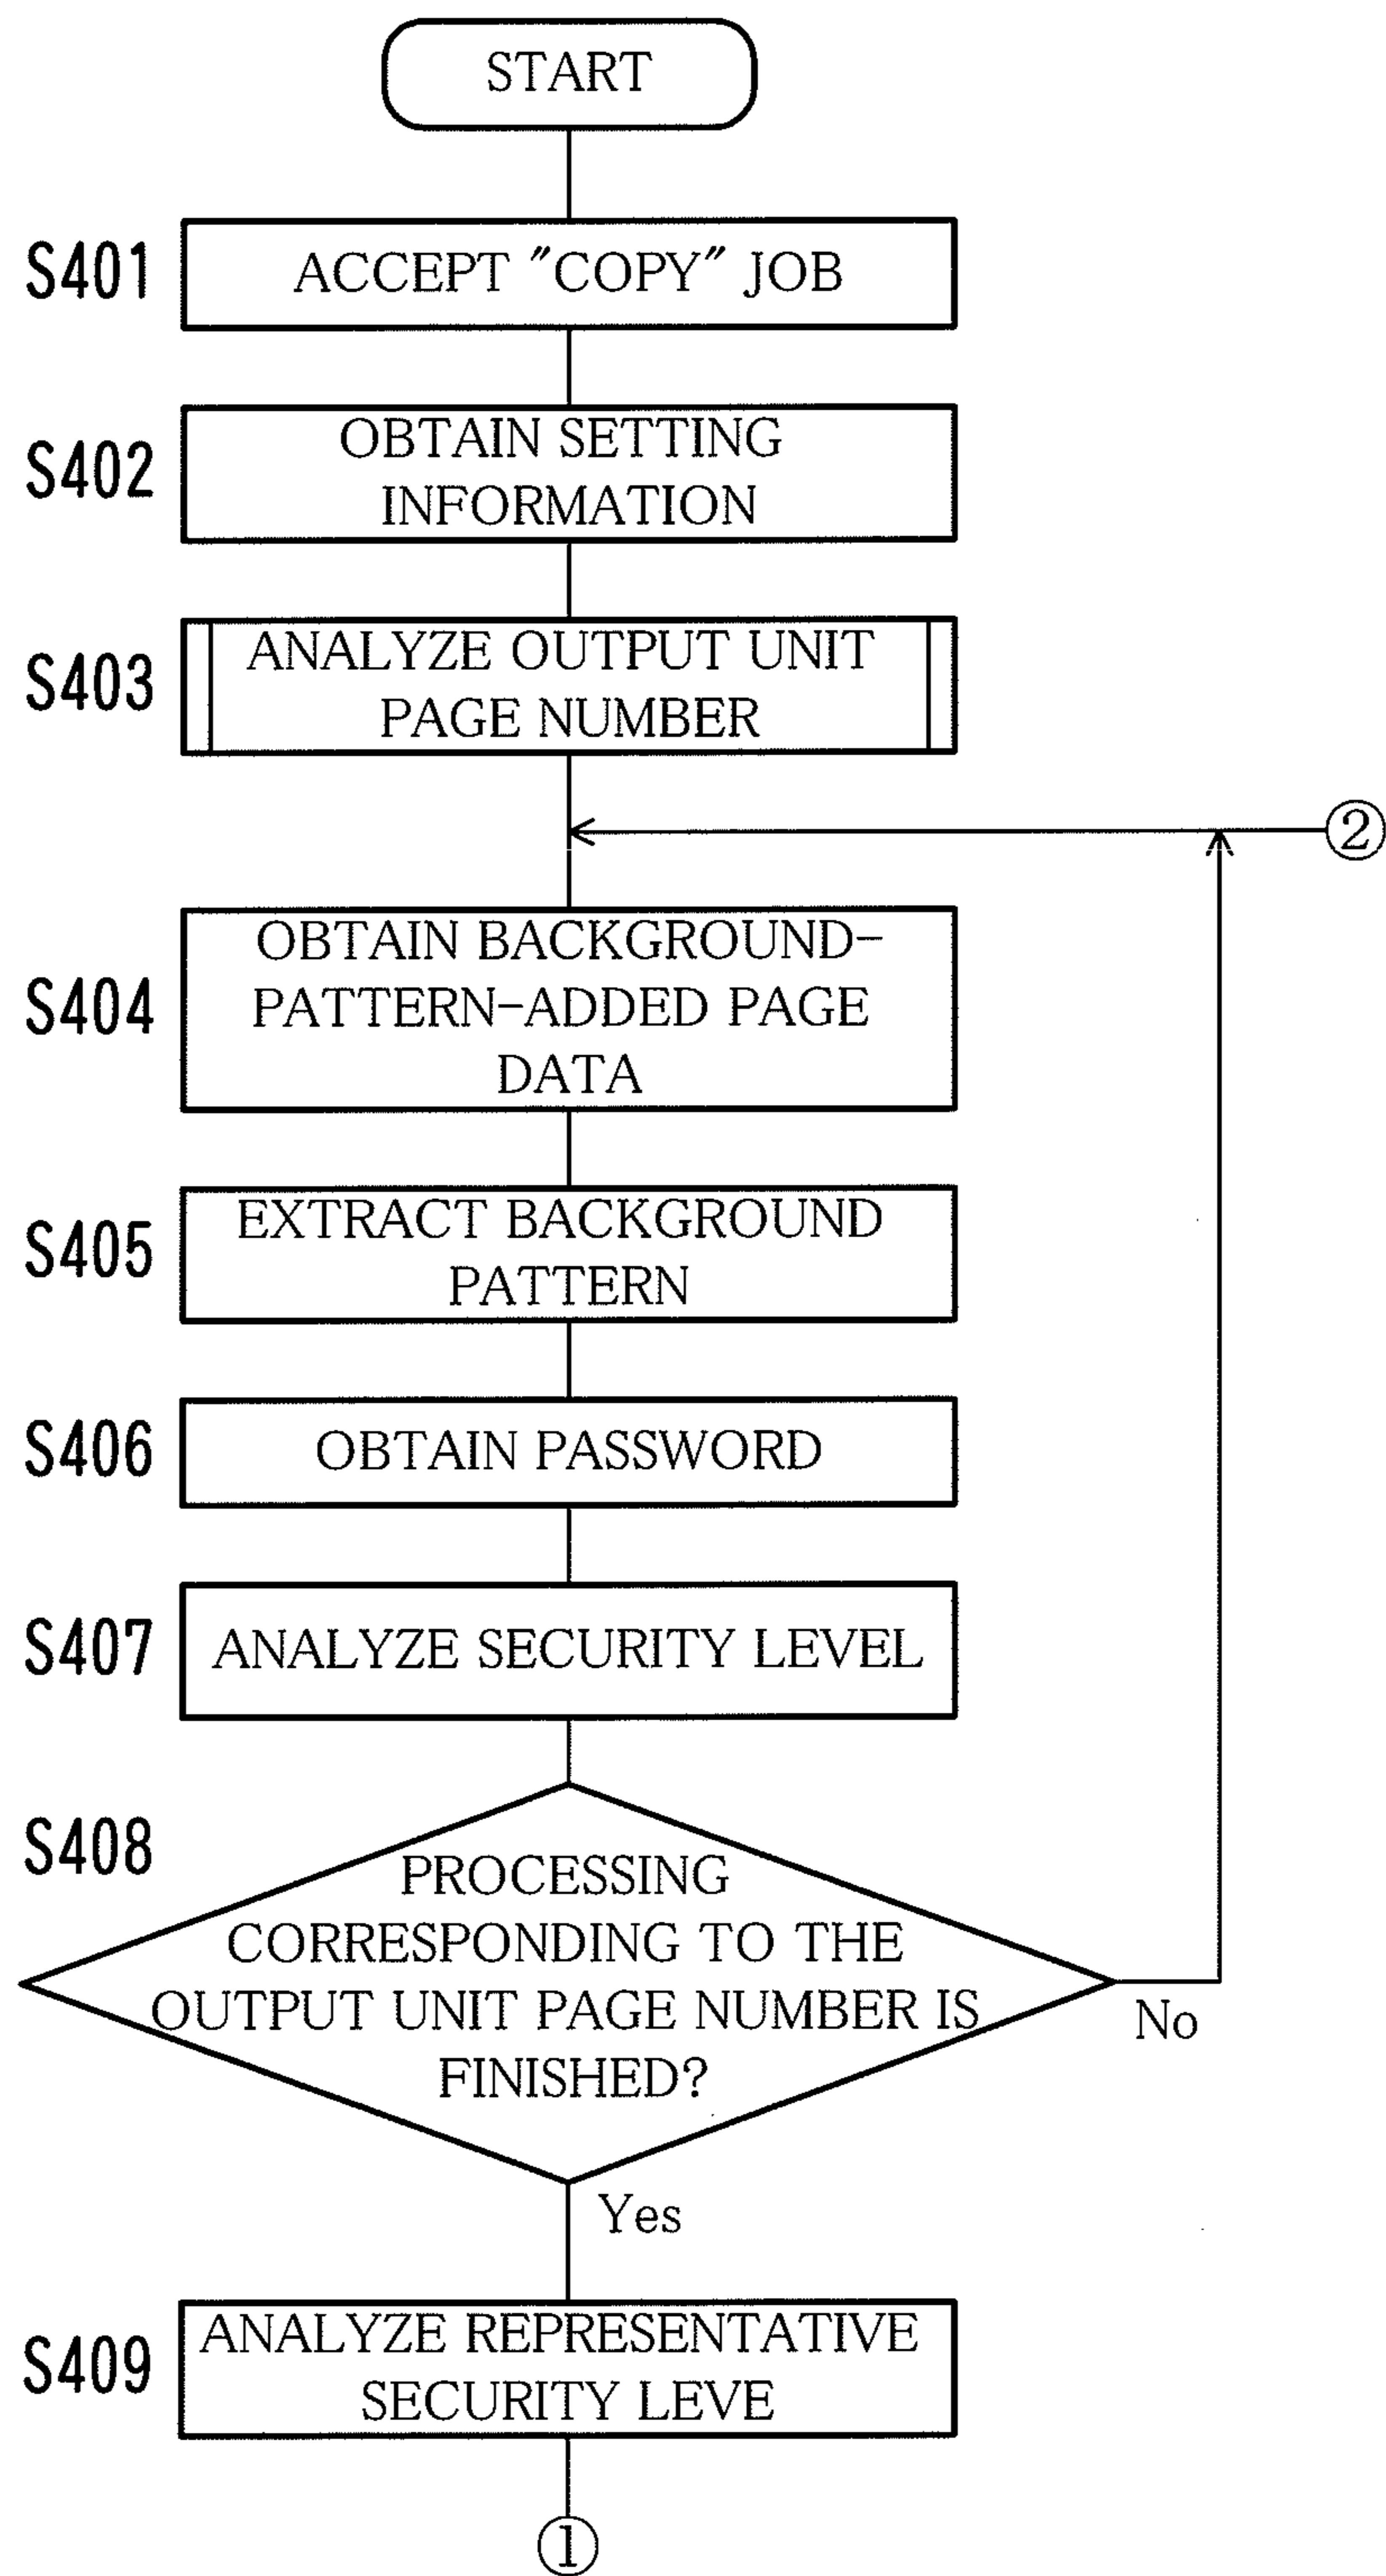 START
S401
ACCEPT "COPY" JOB
S402
OBTAIN SETTING
INFORMATION
S403
ANALYZE OUTPUT UNIT
PAGE NUMBER
②
S404
OBTAIN BACKGROUND-
PATTERN-ADDED PAGE
DATA
S405
EXTRACT BACKGROUND
PATTERN
S406
OBTAIN PASSWORD
S407
ANALYZE SECURITY LEVEL
S408
PROCESSING
CORRESPONDING TO THE
OUTPUT UNIT PAGE NUMBER IS
FINISHED?
No
Yes
S409
ANALYZE REPRESENTATIVE
SECURITY LEVE
①